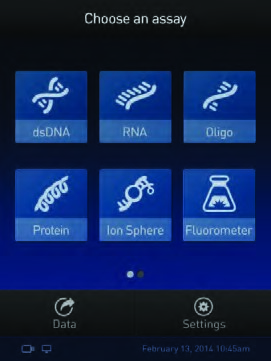 Choose an assay
dsDNA RNA Oligo
Protein Ion Sphere Fluorometer
Data Settings
February 13, 2014 10:45am